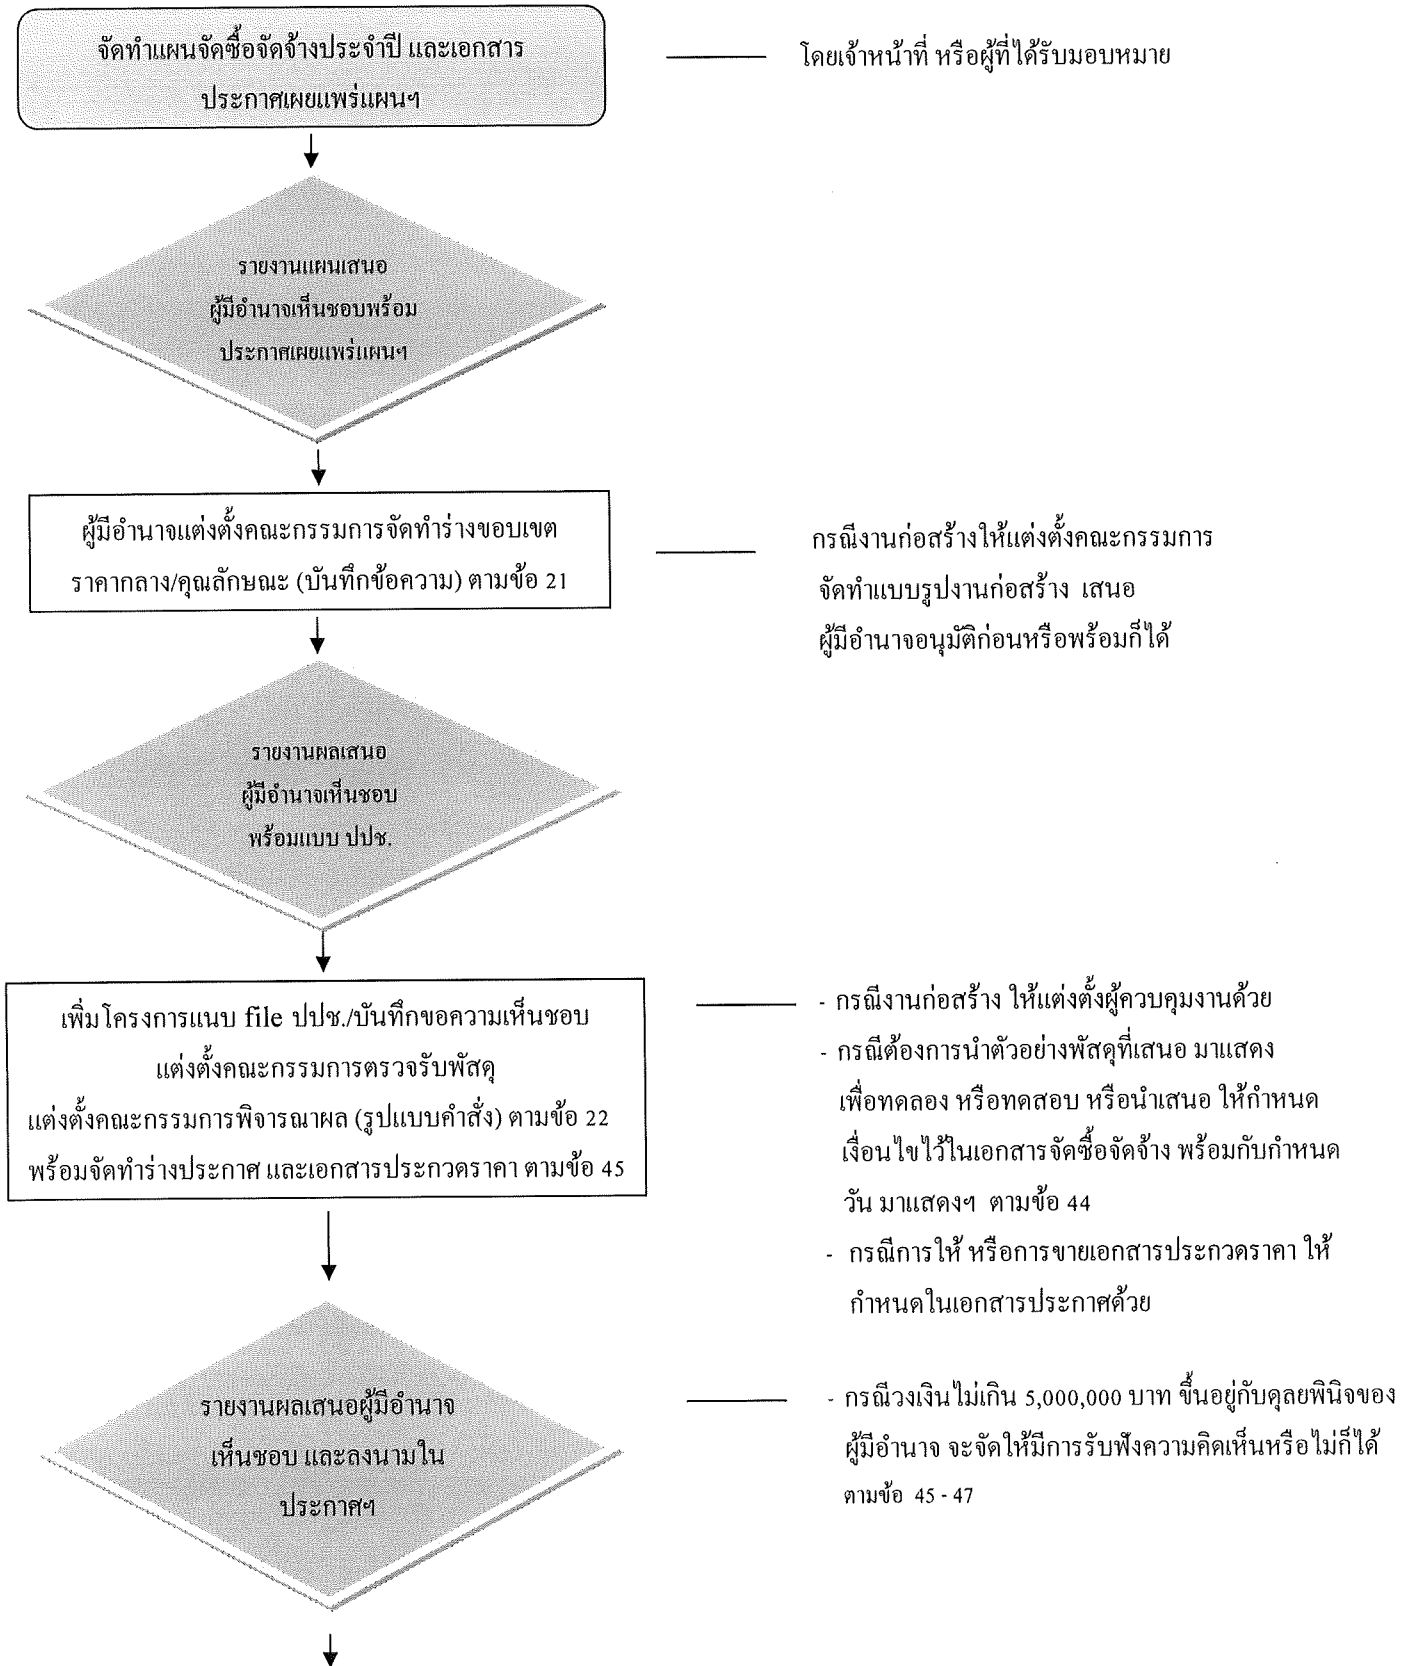 จัดทำแผนจัดซื้อจัดจ้างประจำปี และเอกสาร
ประกาศเผยแพร่แผนฯ
โดยเจ้าหน้าที่ หรือผู้ที่ได้รับมอบหมาย
รายงานแผนเสนอ
ผู้มีอำนาจเห็นชอบพร้อม
ประกาศเผยแพร่แผนฯ
ผู้มีอำนาจแต่งตั้งคณะกรรมการจัดทำร่างขอบเขต
ราคากลาง/คุณลักษณะ (บันทึกข้อความ) ตามข้อ 21
กรณีงานก่อสร้างให้แต่งตั้งคณะกรรมการ
จัดทำแบบรูปงานก่อสร้าง เสนอ
ผู้มีอำนาจอนุมัติก่อนหรือพร้อมก็ได้
รายงานผลเสนอ
ผู้มีอำนาจเห็นชอบ
พร้อมแบบ ปปช.
เพิ่มโครงการแนบ file ปปช./บันทึกขอความเห็นชอบ
แต่งตั้งคณะกรรมการตรวจรับพัสดุ
แต่งตั้งคณะกรรมการพิจารณาผล (รูปแบบคำสั่ง) ตามข้อ 22
พร้อมจัดทำร่างประกาศ และเอกสารประกวดราคา ตามข้อ 45
- กรณีงานก่อสร้าง ให้แต่งตั้งผู้ควบคุมงานด้วย
- กรณีต้องการนำตัวอย่างพัสดุที่เสนอ มาแสดง
เพื่อทดลอง หรือทดสอบ หรือนำเสนอ ให้กำหนด
เงื่อนไขไว้ในเอกสารจัดซื้อจัดจ้าง พร้อมกับกำหนด
วัน มาแสดงฯ ตามข้อ 44
- กรณีการให้ หรือการขายเอกสารประกวดราคา ให้
กำหนดในเอกสารประกาศด้วย
รายงานผลเสนอผู้มีอำนาจ
เห็นชอบ และลงนามใน
ประกาศฯ
- กรณีวงเงินไม่เกิน 5,000,000 บาท ขึ้นอยู่กับดุลยพินิจของ
ผู้มีอำนาจ จะจัดให้มีการรับฟังความคิดเห็นหรือไม่ก็ได้
ตามข้อ 45 - 47